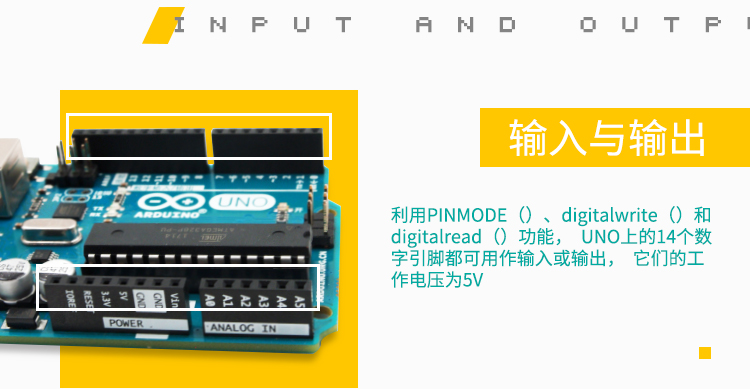 INPUT AND OUTP
输入与输出
利用PINMODE（）、digitalwrite（）和
digitalread（）功能， UNO上的14个数
字引脚都可用作输入或输出， 它们的工
作电压为5V
UNO
ARDUINO
IOREF
RESET
3.3V
5V
GND
GND
Vin
A0
A1
A2
A3
A4
A5
POWER
ANALOG IN